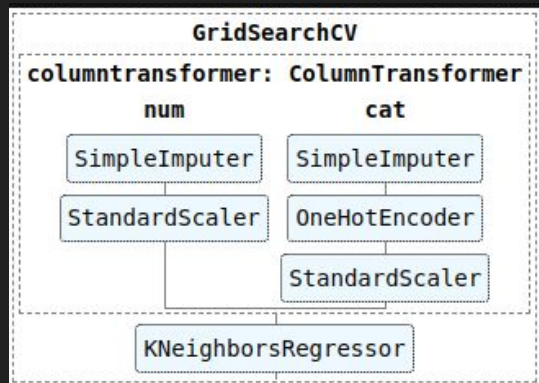 GridSearchCV
columntransformer: ColumnTransformer
num cat
SimpleImputer SimpleImputer
StandardScaler OneHotEncoder
StandardScaler
KNeighborsRegressor